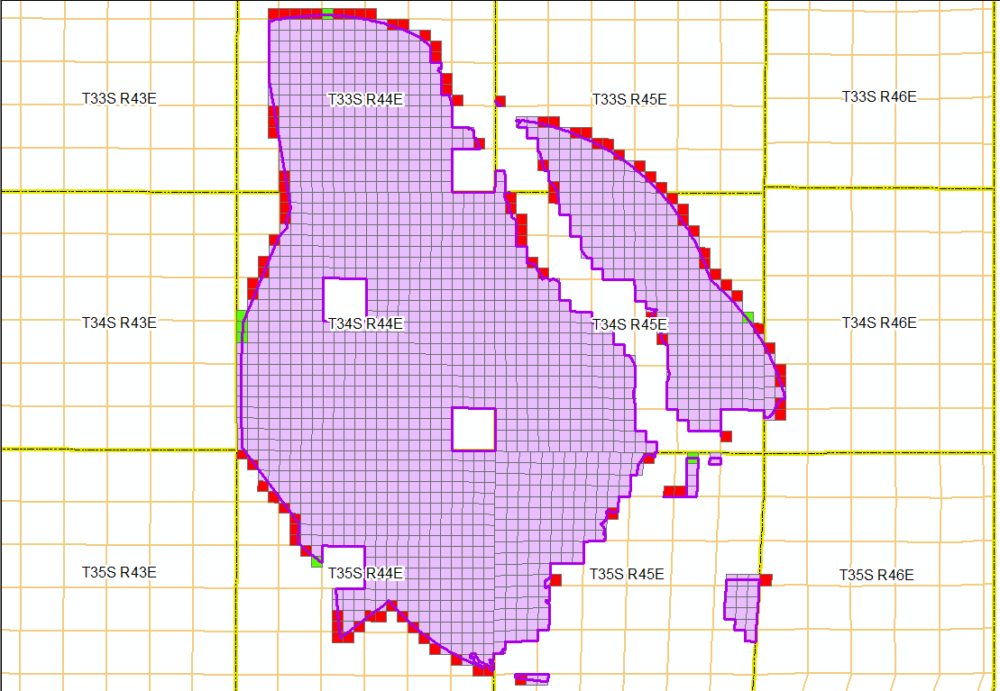 T33S R43E
T33S R44E
T33S R45E
T33S R46E
T34S R43E
T34S R44E
T34S R45E
T34S R46E
T35S R43E
T35S R44E
T35S R45E
T35S R46E